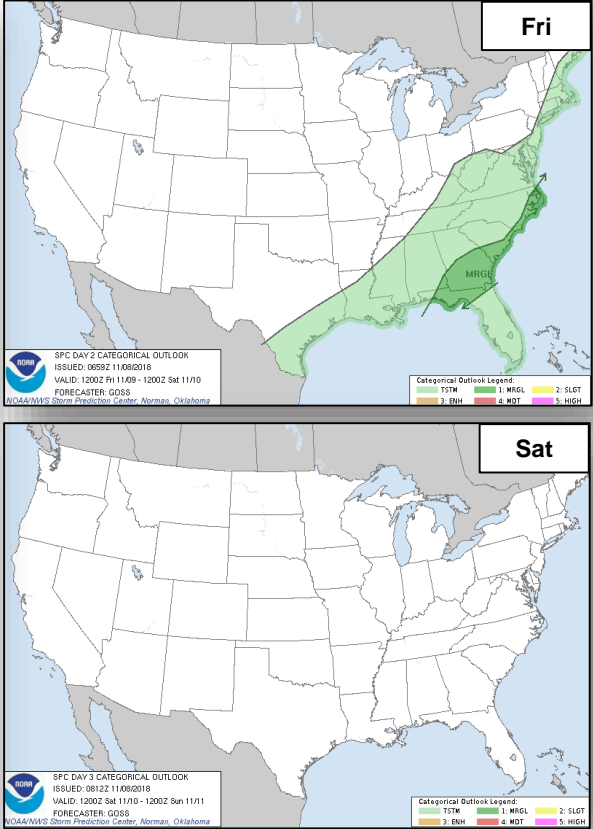 Fri
MRGL
NOAA
SPC DAY 2 CATEGORICAL OUTLOOK
ISSUED: 0659Z 11/08/2018
VALID: 1200Z Fri 11/09 - 1200Z Sat 11/10
FORECASTER: GOSS
NOAA/NWS Storm Prediction Center, Norman, Oklahoma
Categorical Outlook Legend:
TSTM 1: MRGL 2: SLGT
3: ENH 4: MDT 5: HIGH
Sat
NOAA
SPC DAY 3 CATEGORICAL OUTLOOK
ISSUED: 0812Z 11/08/2018
VALID: 1200Z Sat 11/10 - 1200Z Sun 11/11
FORECASTER: GOSS
NOAA/NWS Storm Prediction Center, Norman, Oklahoma
Categorical Outlook Legend:
TSTM 1: MRGL 2: SLGT
3: ENH 4: MDT 5: HIGH